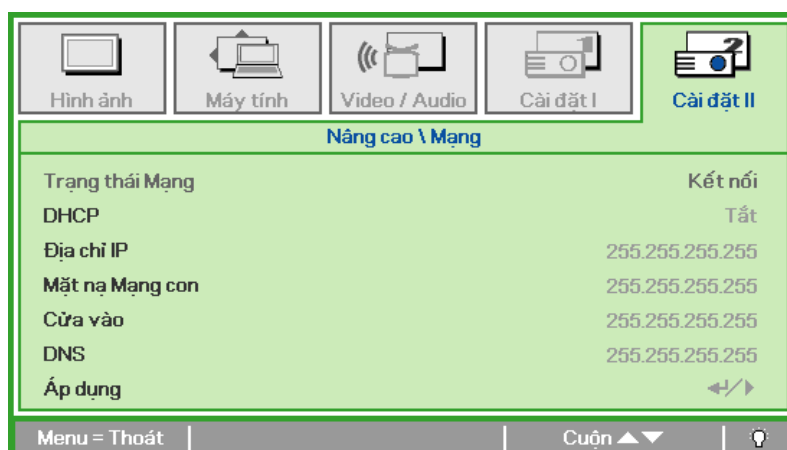 Hình ảnh Máy tính Video / Audio Cài đặt I Cài đặt II
Nâng cao \ Mạng
Trạng thái Mạng Kết nối
DHCP Tắt
Địa chỉ IP 255.255.255.255
Mặt nạ Mạng con 255.255.255.255
Cửa vào 255.255.255.255
DNS 255.255.255.255
Áp dụng
Menu = Thoát Cuộn